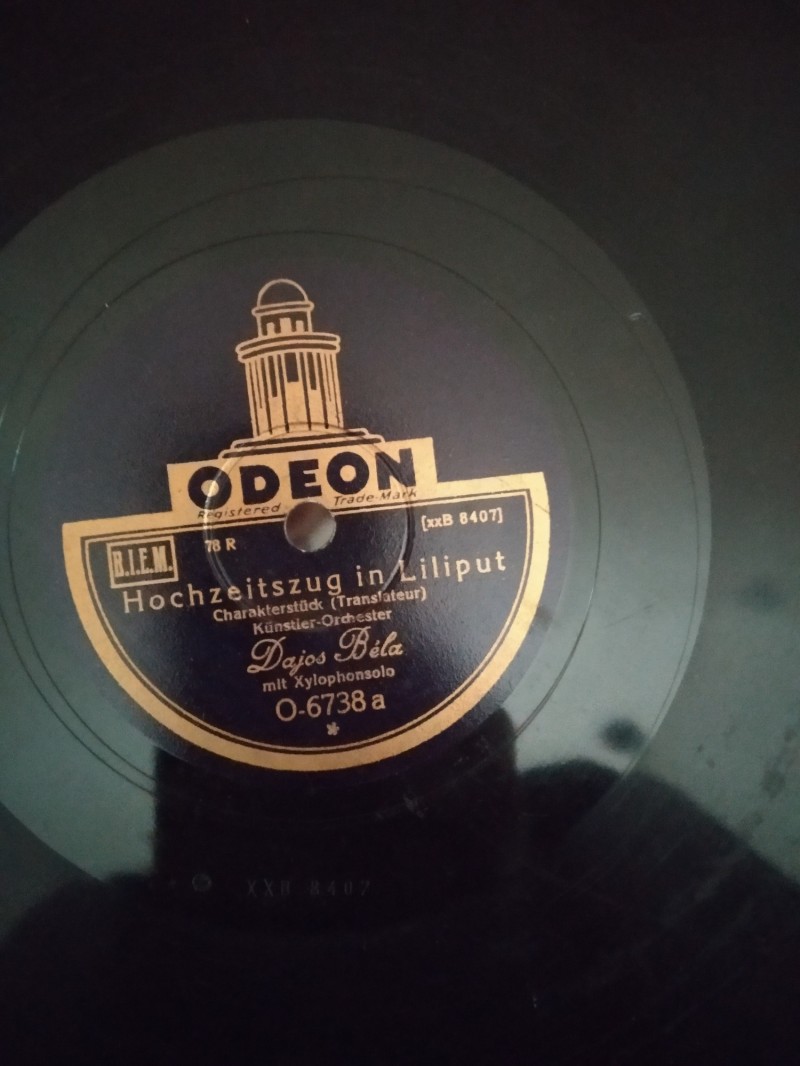 ODEON
Registered Trade-Mark
B.I.E.M. 78 R [xxB 8407]
Hochzeitszug in Liliput
Charakterstück (Translateur)
Künstler-Orchester
Dajos Béla
mit Xylophonsolo
O-6738 a
*
XXB 8407